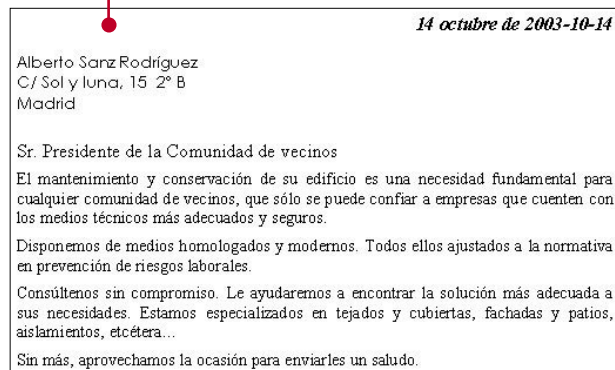 14 octubre de 2003-10-14
Alberto Sanz Rodríguez
C/ Sol y luna, 15 2º B
Madrid
Sr. Presidente de la Comunidad de vecinos
El mantenimiento y conservación de su edificio es una necesidad fundamental para
cualquier comunidad de vecinos, que sólo se puede confiar a empresas que cuenten con
los medios técnicos más adecuados y seguros.
Disponemos de medios homologados y modernos. Todos ellos ajustados a la normativa
en prevención de riesgos laborales.
Consúltenos sin compromiso. Le ayudaremos a encontrar la solución más adecuada a
sus necesidades. Estamos especializados en tejados y cubiertas, fachadas y patios,
aislamientos, etcétera...
Sin más, aprovechamos la ocasión para enviarles un saludo.